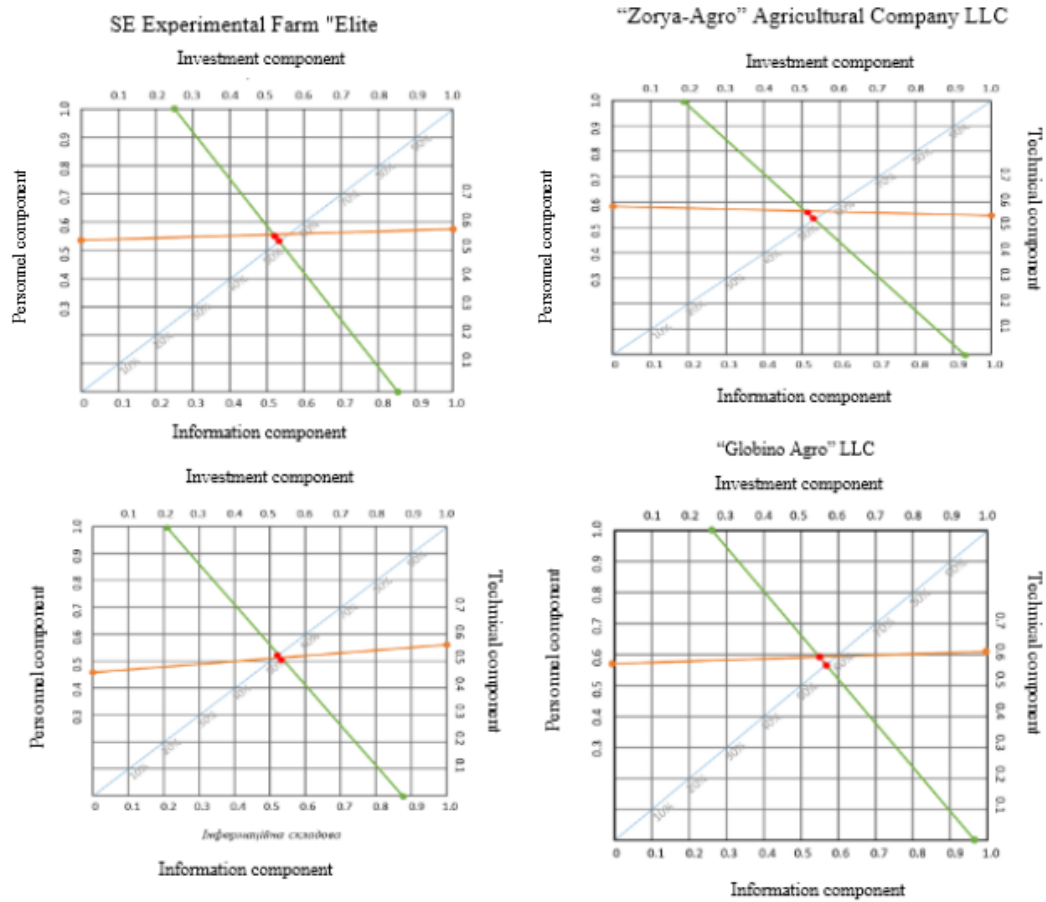 SE Experimental Farm "Elite
Investment component
0.1 0.2 0.3 0.4 0.5 0.6 0.7 0.8 1.0
1.0
0.9
0.8
0.7
0.6
0.5
0.3
Personnel component
10%
0.7
0.6
0.5
0.4
0.3
0.2
0.1
0 0.1 0.2 0.3 0.4 0.5 0.6 0.7 0.8 0.9 1.0
Information component
“Zorya-Agro” Agricultural Company LLC
Investment component
0.1 0.2 0.3 0.4 0.5 0.6 0.7 0.8 1.0
1.0
0.9
0.8
0.7
0.6
0.5
0.3
Personnel component
10%
0.7
0.6
0.5
0.4
0.3
0.2
0.1
Technical component
0 0.1 0.2 0.3 0.4 0.5 0.6 0.7 0.8 0.9 1.0
Information component
Investment component
0.1 0.2 0.3 0.4 0.5 0.6 0.7 0.8 1.0
1.0
0.9
0.8
0.7
0.6
0.5
0.3
Personnel component
10%
0.7
0.6
0.5
0.4
0.3
0.2
0.1
Technical component
0 0.1 0.2 0.3 0.4 0.5 0.6 0.7 0.8 0.9 1.0
Інформаційна складова
Information component
“Globino Agro” LLC
Investment component
0.1 0.2 0.3 0.4 0.5 0.6 0.7 0.8 1.0
1.0
0.9
0.8
0.7
0.6
0.5
0.3
Personnel component
10%
20%
0.7
0.6
0.5
0.4
0.3
0.2
0.1
Technical component
0 0.1 0.2 0.3 0.4 0.5 0.6 0.7 0.8 0.9 1.0
Information component